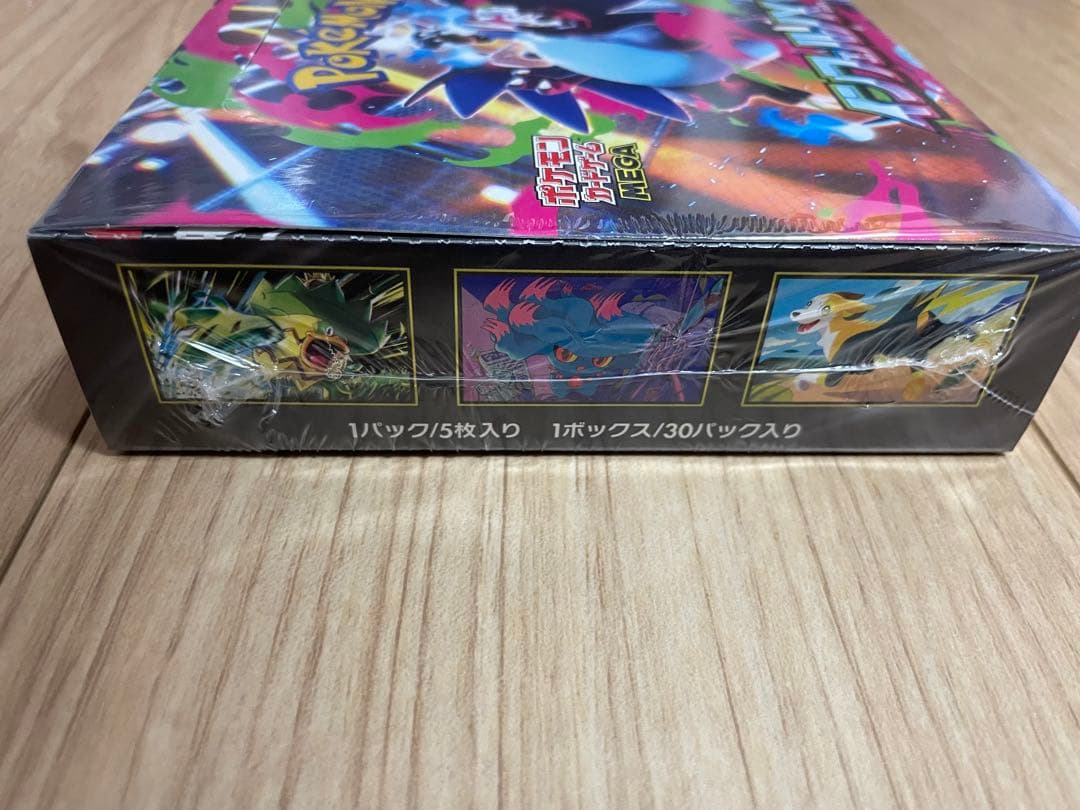 Pokémon
ポケモン
カードゲーム
MEGA
1パック/5枚入り 1ボックス/30パック入り